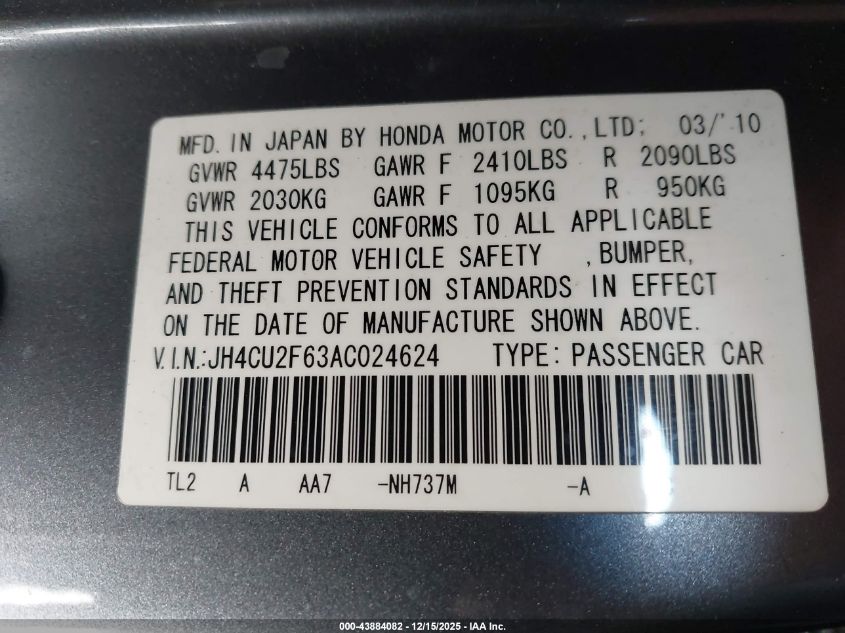 MFD. IN JAPAN BY HONDA MOTOR CO., LTD; 03/'10
GVWR 4475LBS GAWR F 2410LBS R 2090LBS
GVWR 2030KG GAWR F 1095KG R 950KG
THIS VEHICLE CONFORMS TO ALL APPLICABLE
FEDERAL MOTOR VEHICLE SAFETY , BUMPER,
AND THEFT PREVENTION STANDARDS IN EFFECT
ON THE DATE OF MANUFACTURE SHOWN ABOVE.
V.I.N.:JH4CU2F63AC024624 TYPE: PASSENGER CAR
TL2 A AA7 -NH737M -A
000-43884082 - 12/15/2025 - IAA Inc.